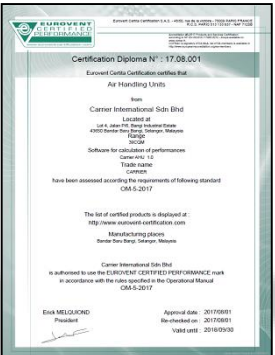 EUROVENT
CERTIFIED
PERFORMANCE
Certification Diploma N° : 17.08.001
Eurovent Certita Certification certifies that
Air Handling Units
from
Carrier International Sdn Bhd
Located at
Lot 4, Jalan P/6, Bangi Industrial Estate
43650 Bandar Baru Bangi, Selangor, Malaysia
Range
39CQM
Software for calculation of performances
Carrier AHU 1.0
Trade name
CARRIER
have been assessed according the requirements of following standard
OM-5-2017
The list of certified products is displayed at :
http://www.eurovent-certification.com
Manufacturing places
Bandar Baru Bangi, Selangor, Malaysia
Carrier International Sdn Bhd
is authorised to use the EUROVENT CERTIFIED PERFORMANCE mark
in accordance with the rules specified in the Operational Manual
OM-5-2017
Erick MELQUIOND
President
Approval date : 2017/08/01
Re-checked on : 2017/08/01
Valid until : 2018/09/30